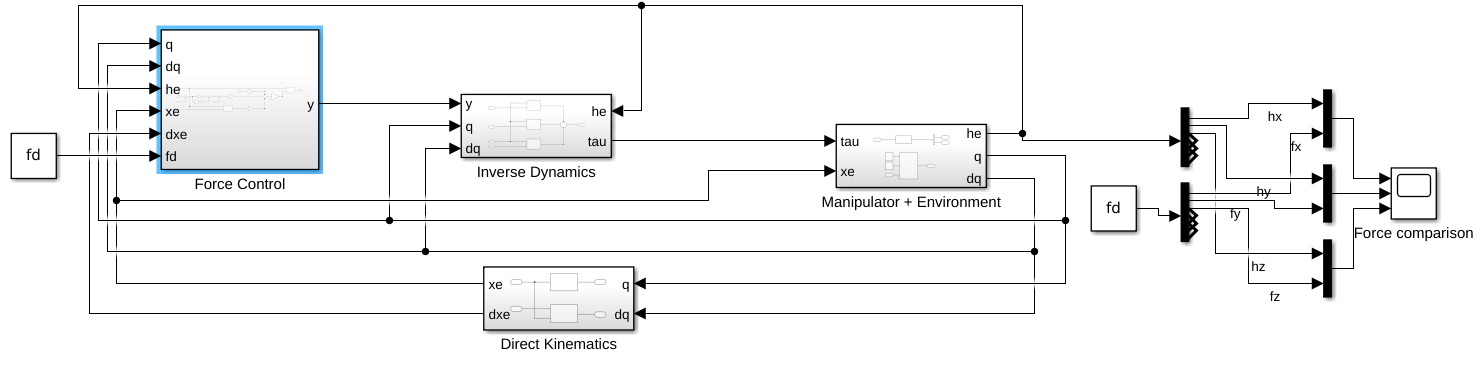 fd
q
dq
he
xe
dxe
fd
y
Force Control
y
q
dq
he
tau
Inverse Dynamics
tau
xe
he
q
dq
Manipulator + Environment
xe
dxe
q
dq
Direct Kinematics
fd
hx
fx
hy
fy
hz
fz
Force comparison